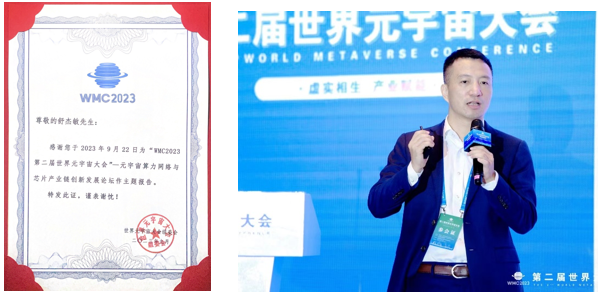 WMC2023
尊敬的舒杰敏先生:
感谢您于2023年9月22日为“WMC2023
第二届世界元宇宙大会”—元宇宙算力网络与
芯片产业链创新发展论坛作主题报告。
特发此证,谨表谢忱!
二届世界元宇宙大会
WORLD METAVERSE CONFERENCE
·虚实相生 产业赋能
大会
WMC2023
第二届世界